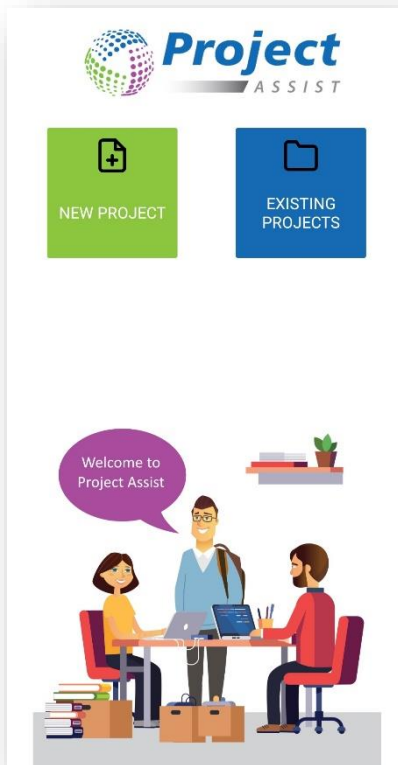 Project
ASSIST
NEW PROJECT
EXISTING
PROJECTS
Welcome to
Project Assist